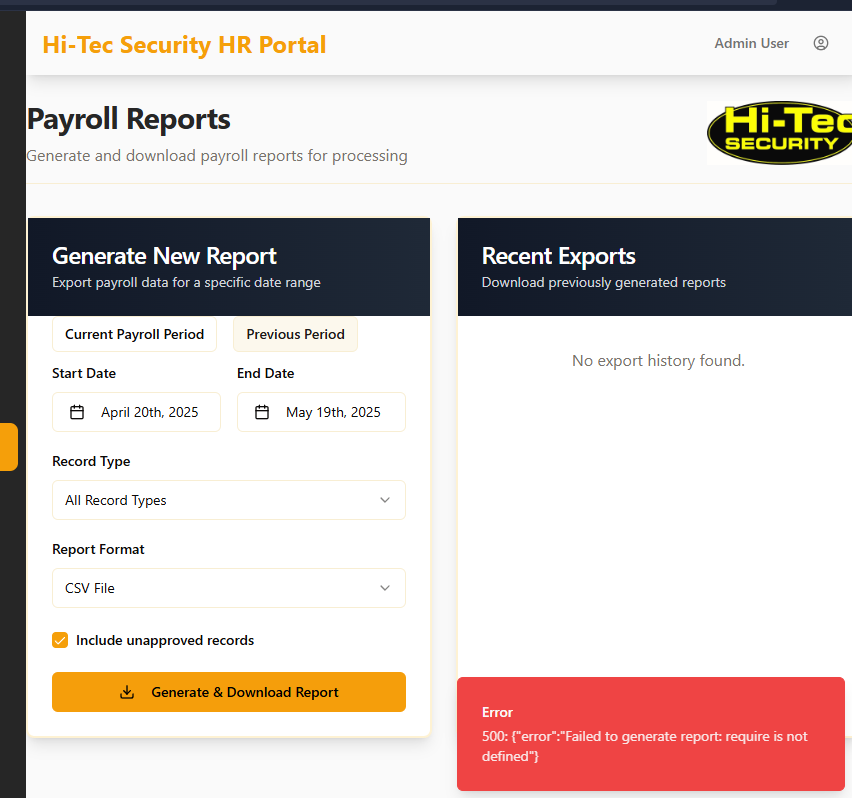 Hi-Tec Security HR Portal
Admin User
Payroll Reports
Generate and download payroll reports for processing
Hi-Tec
SECURITY
Generate New Report
Export payroll data for a specific date range
Current Payroll Period
Previous Period
Start Date
End Date
April 20th, 2025
May 19th, 2025
Record Type
All Record Types
Report Format
CSV File
Include unapproved records
Generate & Download Report
Recent Exports
Download previously generated reports
No export history found.
Error
500: {"error":"Failed to generate report: require is not
defined"}